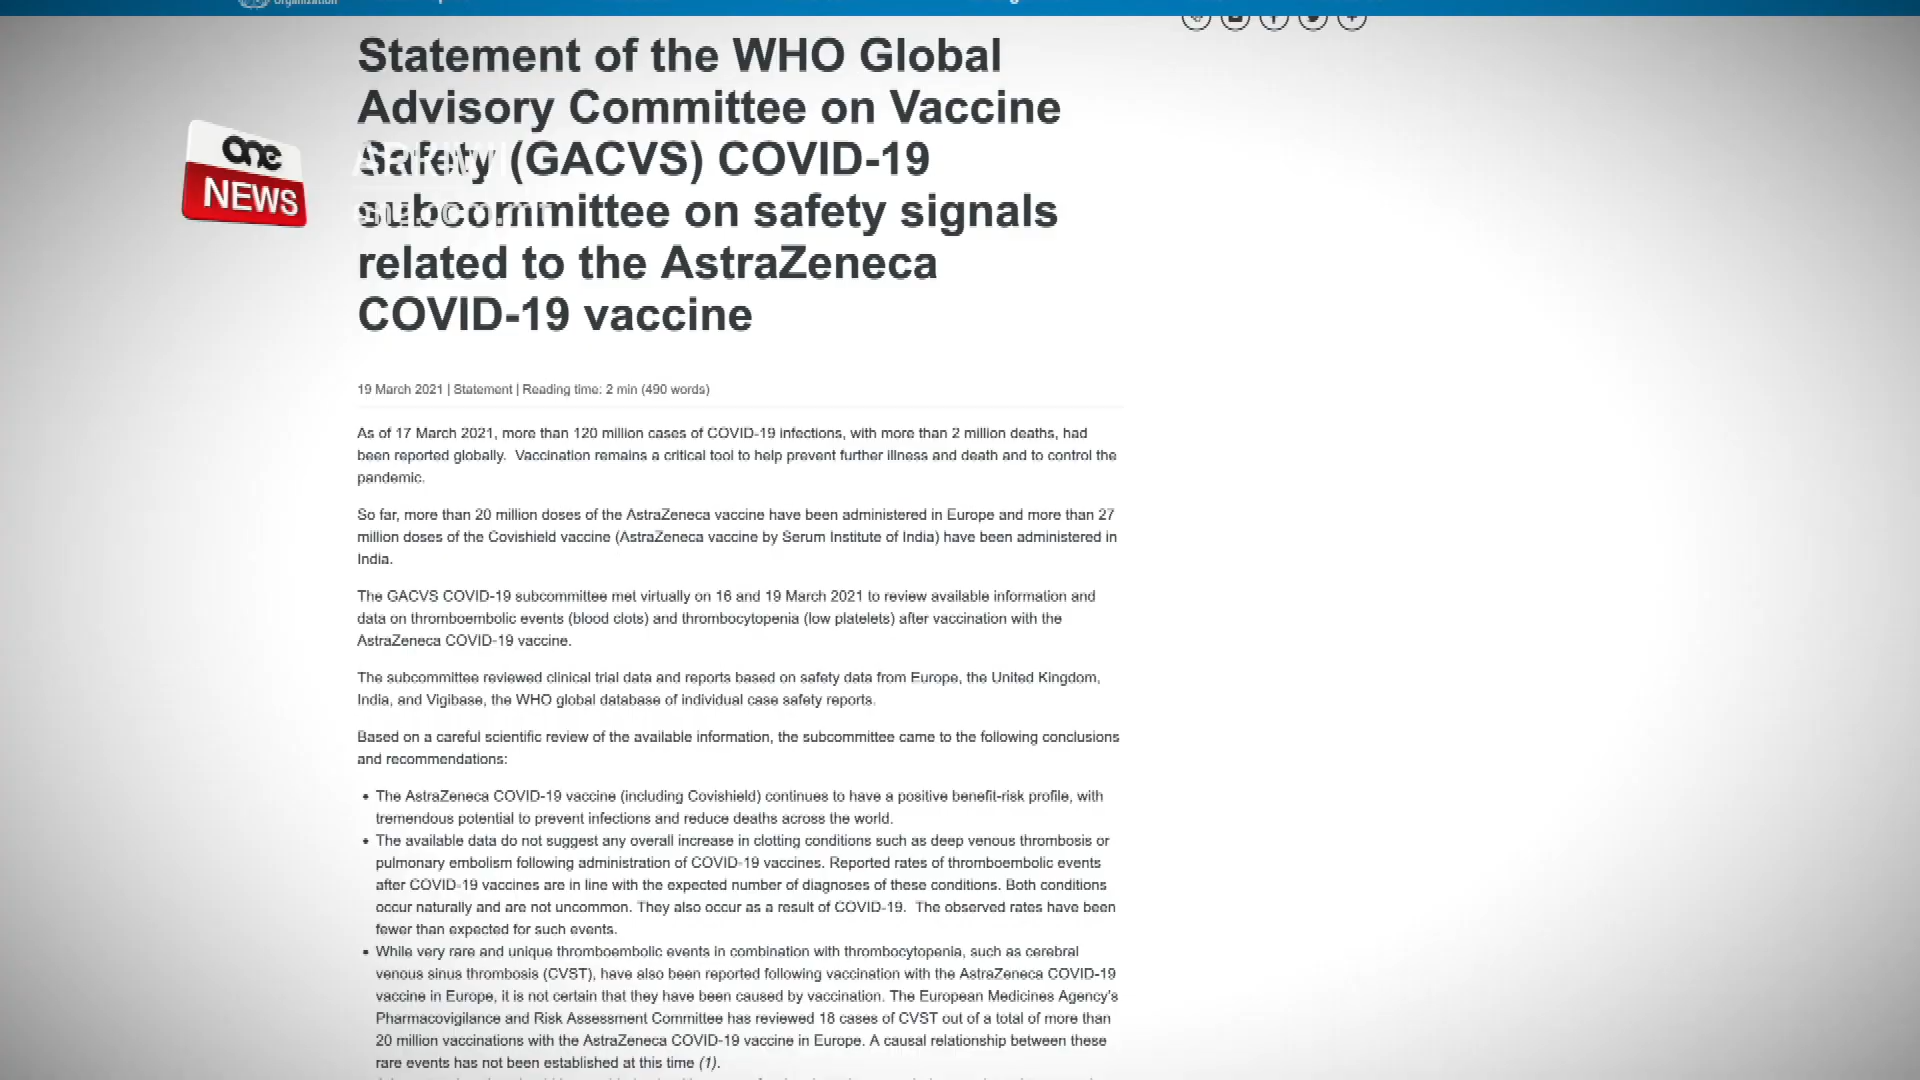 Organization
Statement of the WHO Global
Advisory Committee on Vaccine
Safety (GACVS) COVID-19
subcommittee on safety signals
related to the AstraZeneca
COVID-19 vaccine
one
NEWS
19 March 2021 | Statement | Reading time: 2 min (490 words)
As of 17 March 2021, more than 120 million cases of COVID-19 infections, with more than 2 million deaths, had
been reported globally.  Vaccination remains a critical tool to help prevent further illness and death and to control the
pandemic.
So far, more than 20 million doses of the AstraZeneca vaccine have been administered in Europe and more than 27
million doses of the Covishield vaccine (AstraZeneca vaccine by Serum Institute of India) have been administered in
India.
The GACVS COVID-19 subcommittee met virtually on 16 and 19 March 2021 to review available information and
data on thromboembolic events (blood clots) and thrombocytopenia (low platelets) after vaccination with the
AstraZeneca COVID-19 vaccine.
The subcommittee reviewed clinical trial data and reports based on safety data from Europe, the United Kingdom,
India, and Vigibase, the WHO global database of individual case safety reports.
Based on a careful scientific review of the available information, the subcommittee came to the following conclusions
and recommendations:
• The AstraZeneca COVID-19 vaccine (including Covishield) continues to have a positive benefit-risk profile, with
tremendous potential to prevent infections and reduce deaths across the world.
• The available data do not suggest any overall increase in clotting conditions such as deep venous thrombosis or
pulmonary embolism following administration of COVID-19 vaccines. Reported rates of thromboembolic events
after COVID-19 vaccines are in line with the expected number of diagnoses of these conditions. Both conditions
occur naturally and are not uncommon. They also occur as a result of COVID-19.  The observed rates have been
fewer than expected for such events.
• While very rare and unique thromboembolic events in combination with thrombocytopenia, such as cerebral
venous sinus thrombosis (CVST), have also been reported following vaccination with the AstraZeneca COVID-19
vaccine in Europe, it is not certain that they have been caused by vaccination. The European Medicines Agency's
Pharmacovigilance and Risk Assessment Committee has reviewed 18 cases of CVST out of a total of more than
20 million vaccinations with the AstraZeneca COVID-19 vaccine in Europe. A causal relationship between these
rare events has not been established at this time (1).